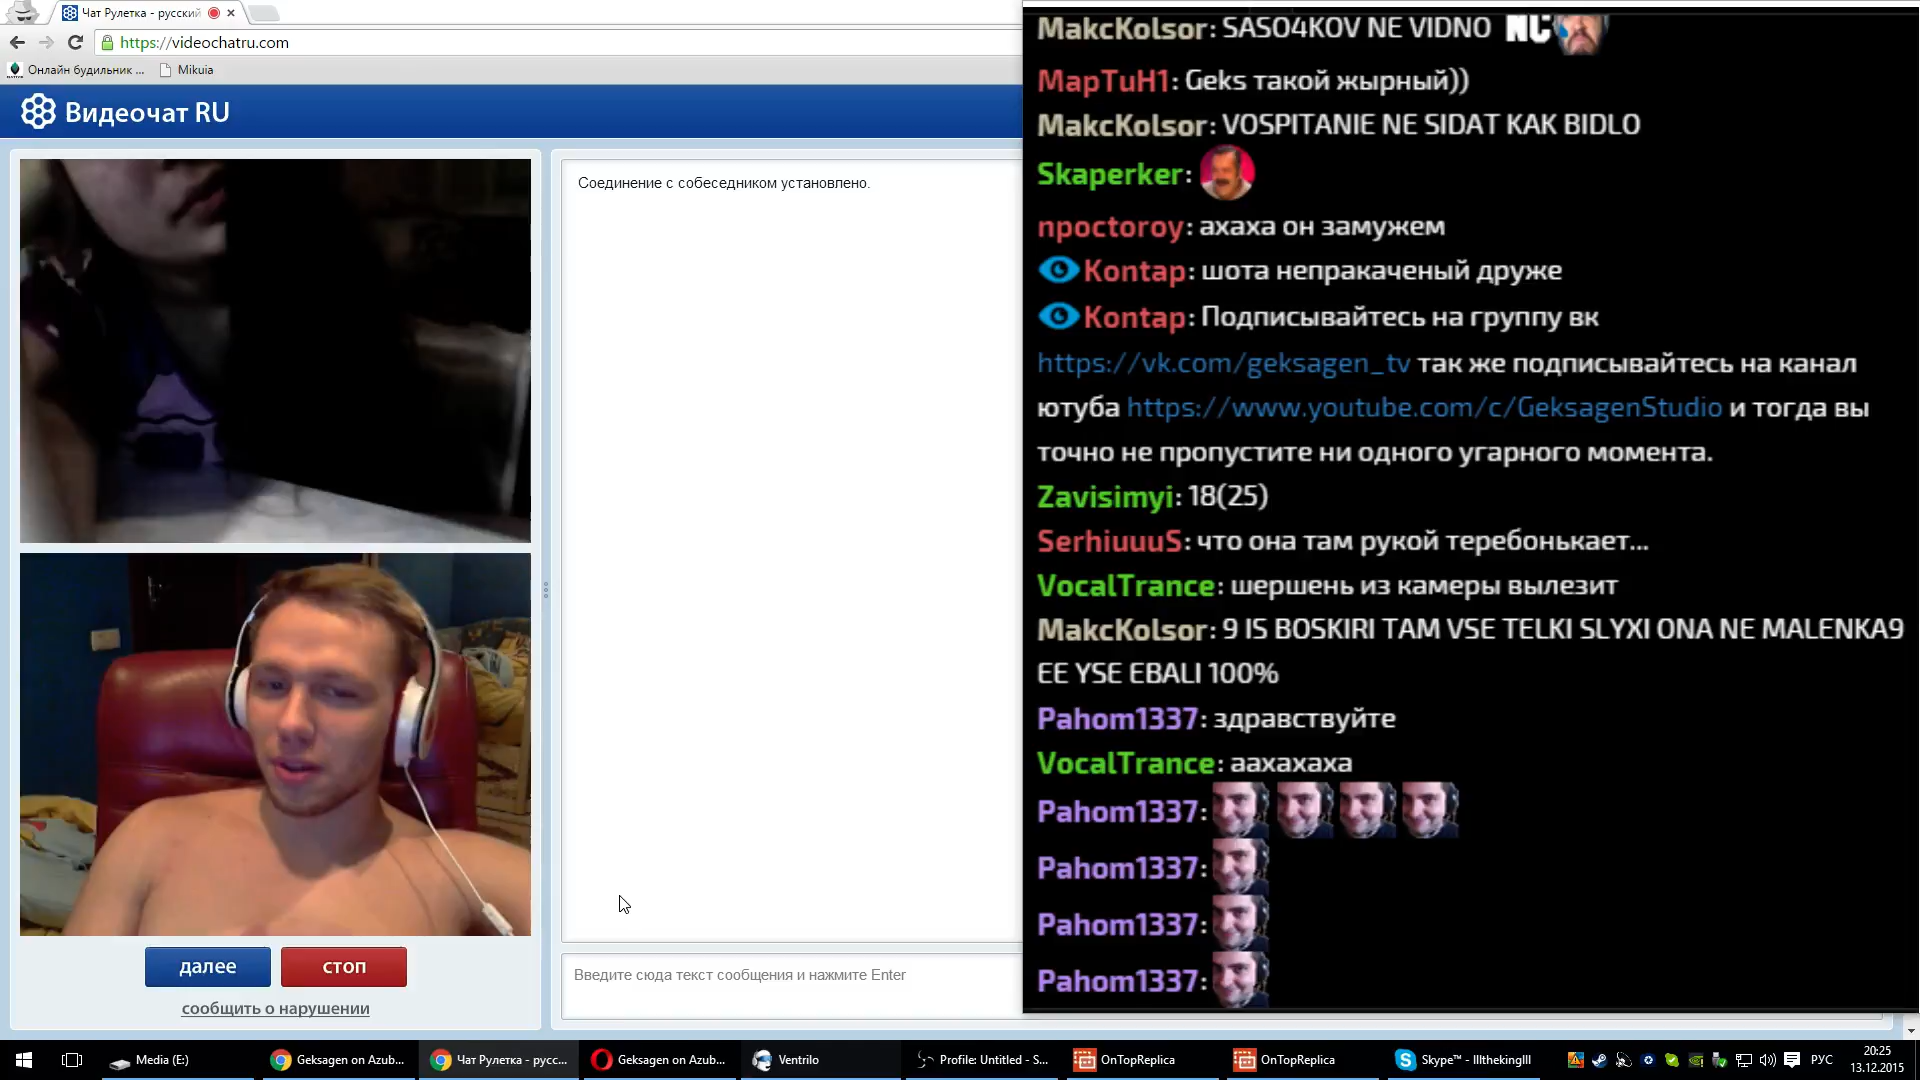 Чат Рулетка - русский
https://videochatru.com
Онлайн будильник ...
Mikuia
Видеочат RU
Соединение с собеседником установлено.
далее
стоп
сообщить о нарушении
Введите сюда текст сообщения и нажмите Enter
MakcKolsor: SASO4KOV NE VIDNO NC
MapTuH1: Geks такой жырный))
MakcKolsor: VOSPITANIE NE SIDAT KAK BIDLO
Skaperker:
npoctoroy: ахаха он замужем
Kontap: шота непракаченый друже
Kontap: Подписывайтесь на группу вк
https://vk.com/geksagen_tv так же подписывайтесь на канал
ютуба https://www.youtube.com/c/GeksagenStudio и тогда вы
точно не пропустите ни одного угарного момента.
Zavisimyi: 18(25)
SerhiuuuS: что она там рукой теребонькает...
VocalTrance: шершень из камеры вылезит
MakcKolsor: 9 IS BOSKIRI TAM VSE TELKI SLYXI ONA NE MALENKA9
EE YSE EBALI 100%
Pahom1337: здравствуйте
VocalTrance: аахахаха
Pahom1337:
Pahom1337:
Pahom1337:
Pahom1337:
Media (E:)
Geksagen on Azub...
Чат Рулетка - русс...
Geksagen on Azub...
Ventrilo
Profile: Untitled - S...
OnTopReplica
OnTopReplica
Skype™ - IlIthekingIlI
РУС
20:25
13.12.2015